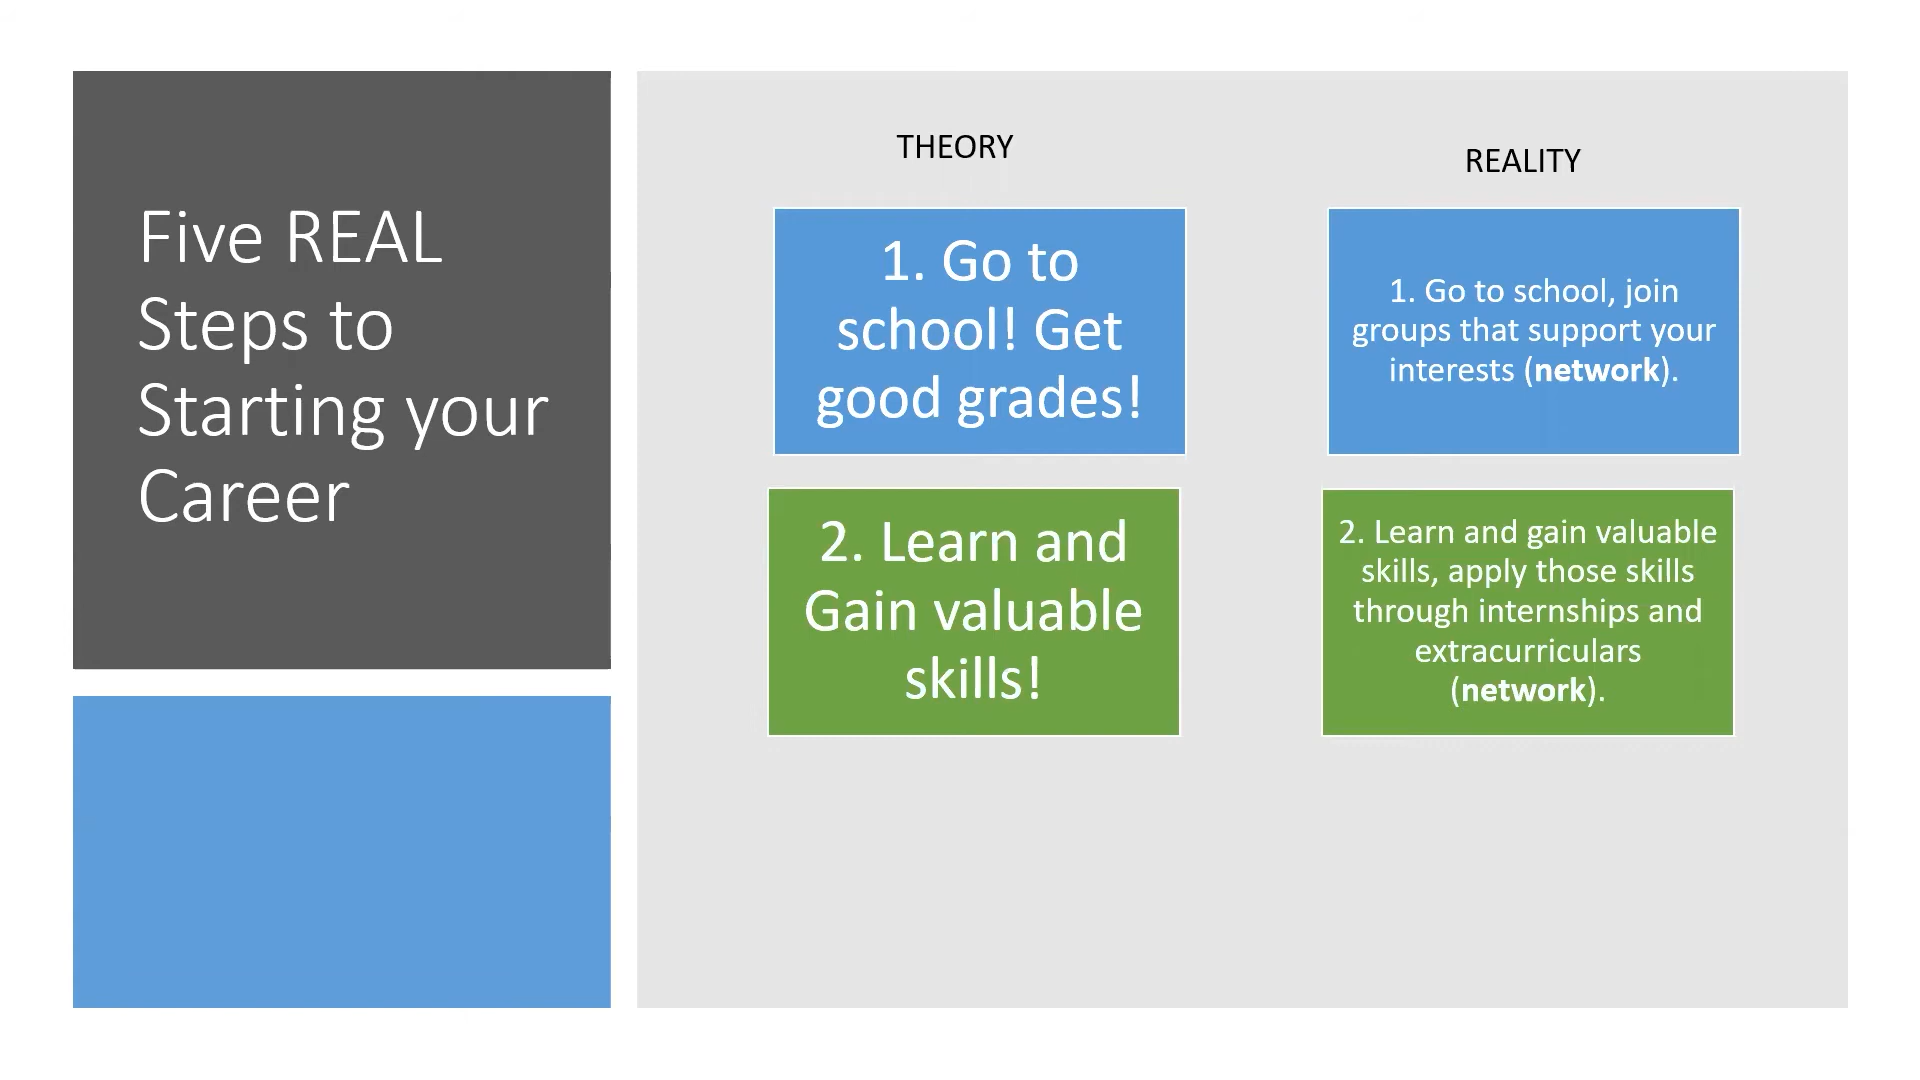 Five REAL
Steps to
Starting your
Career
THEORY
REALITY
1. Go to
school! Get
good grades!
1. Go to school, join
groups that support your
interests (network).
2. Learn and
Gain valuable
skills!
2. Learn and gain valuable
skills, apply those skills
through internships and
extracurriculars
(network).